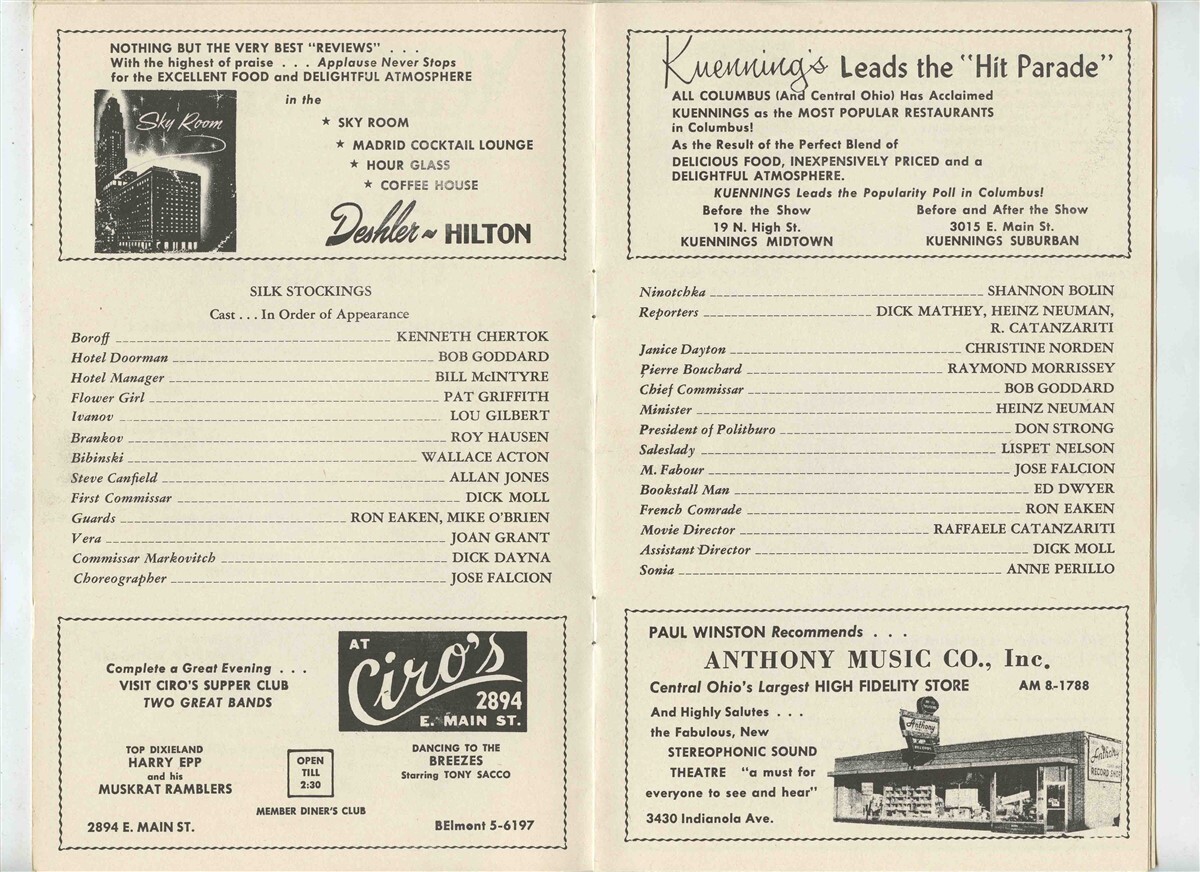 NOTHING BUT THE VERY BEST "REVIEWS" . . .
With the highest of praise . . . Applause Never Stops
for the EXCELLENT FOOD and DELIGHTFUL ATMOSPHERE
Sky Room
in the
★ SKY ROOM
★ MADRID COCKTAIL LOUNGE
★ HOUR GLASS
★ COFFEE HOUSE
Deshler ~ HILTON
SILK STOCKINGS
Cast . . . In Order of Appearance
Boroff KENNETH CHERTOK
Hotel Doorman BOB GODDARD
Hotel Manager BILL McINTYRE
Flower Girl PAT GRIFFITH
Ivanov LOU GILBERT
Brankov ROY HAUSEN
Bibinski WALLACE ACTON
Steve Canfield ALLAN JONES
First Commissar DICK MOLL
Guards RON EAKEN, MIKE O'BRIEN
Vera JOAN GRANT
Commissar Markovitch DICK DAYNA
Choreographer JOSE FALCION
Complete a Great Evening . . .
VISIT CIRO'S SUPPER CLUB
TWO GREAT BANDS
AT
Ciro's
2894
E. MAIN ST.
TOP DIXIELAND
HARRY EPP
and his
MUSKRAT RAMBLERS
OPEN
TILL
2:30
DANCING TO THE
BREEZES
Starring TONY SACCO
MEMBER DINER'S CLUB
2894 E. MAIN ST. BElmont 5-6197
Kuenning's Leads the "Hit Parade"
ALL COLUMBUS (And Central Ohio) Has Acclaimed
KUENNINGS as the MOST POPULAR RESTAURANTS
in Columbus!
As the Result of the Perfect Blend of
DELICIOUS FOOD, INEXPENSIVELY PRICED and a
DELIGHTFUL ATMOSPHERE.
KUENNINGS Leads the Popularity Poll in Columbus!
Before the Show Before and After the Show
19 N. High St. 3015 E. Main St.
KUENNINGS MIDTOWN KUENNINGS SUBURBAN
Ninotchka SHANNON BOLIN
Reporters DICK MATHEY, HEINZ NEUMAN,
R. CATANZARITI
Janice Dayton CHRISTINE NORDEN
Pierre Bouchard RAYMOND MORRISSEY
Chief Commissar BOB GODDARD
Minister HEINZ NEUMAN
President of Politburo DON STRONG
Saleslady LISPET NELSON
M. Fabour JOSE FALCION
Bookstall Man ED DWYER
French Comrade RON EAKEN
Movie Director RAFFAELE CATANZARITI
Assistant Director DICK MOLL
Sonia ANNE PERILLO
PAUL WINSTON Recommends . . .
ANTHONY MUSIC CO., Inc.
Central Ohio's Largest HIGH FIDELITY STORE AM 8-1788
And Highly Salutes . . .
the Fabulous, New
STEREOPHONIC SOUND
THEATRE "a must for
everyone to see and hear"
3430 Indianola Ave.
Anthony
Anthony
RECORD SHOP